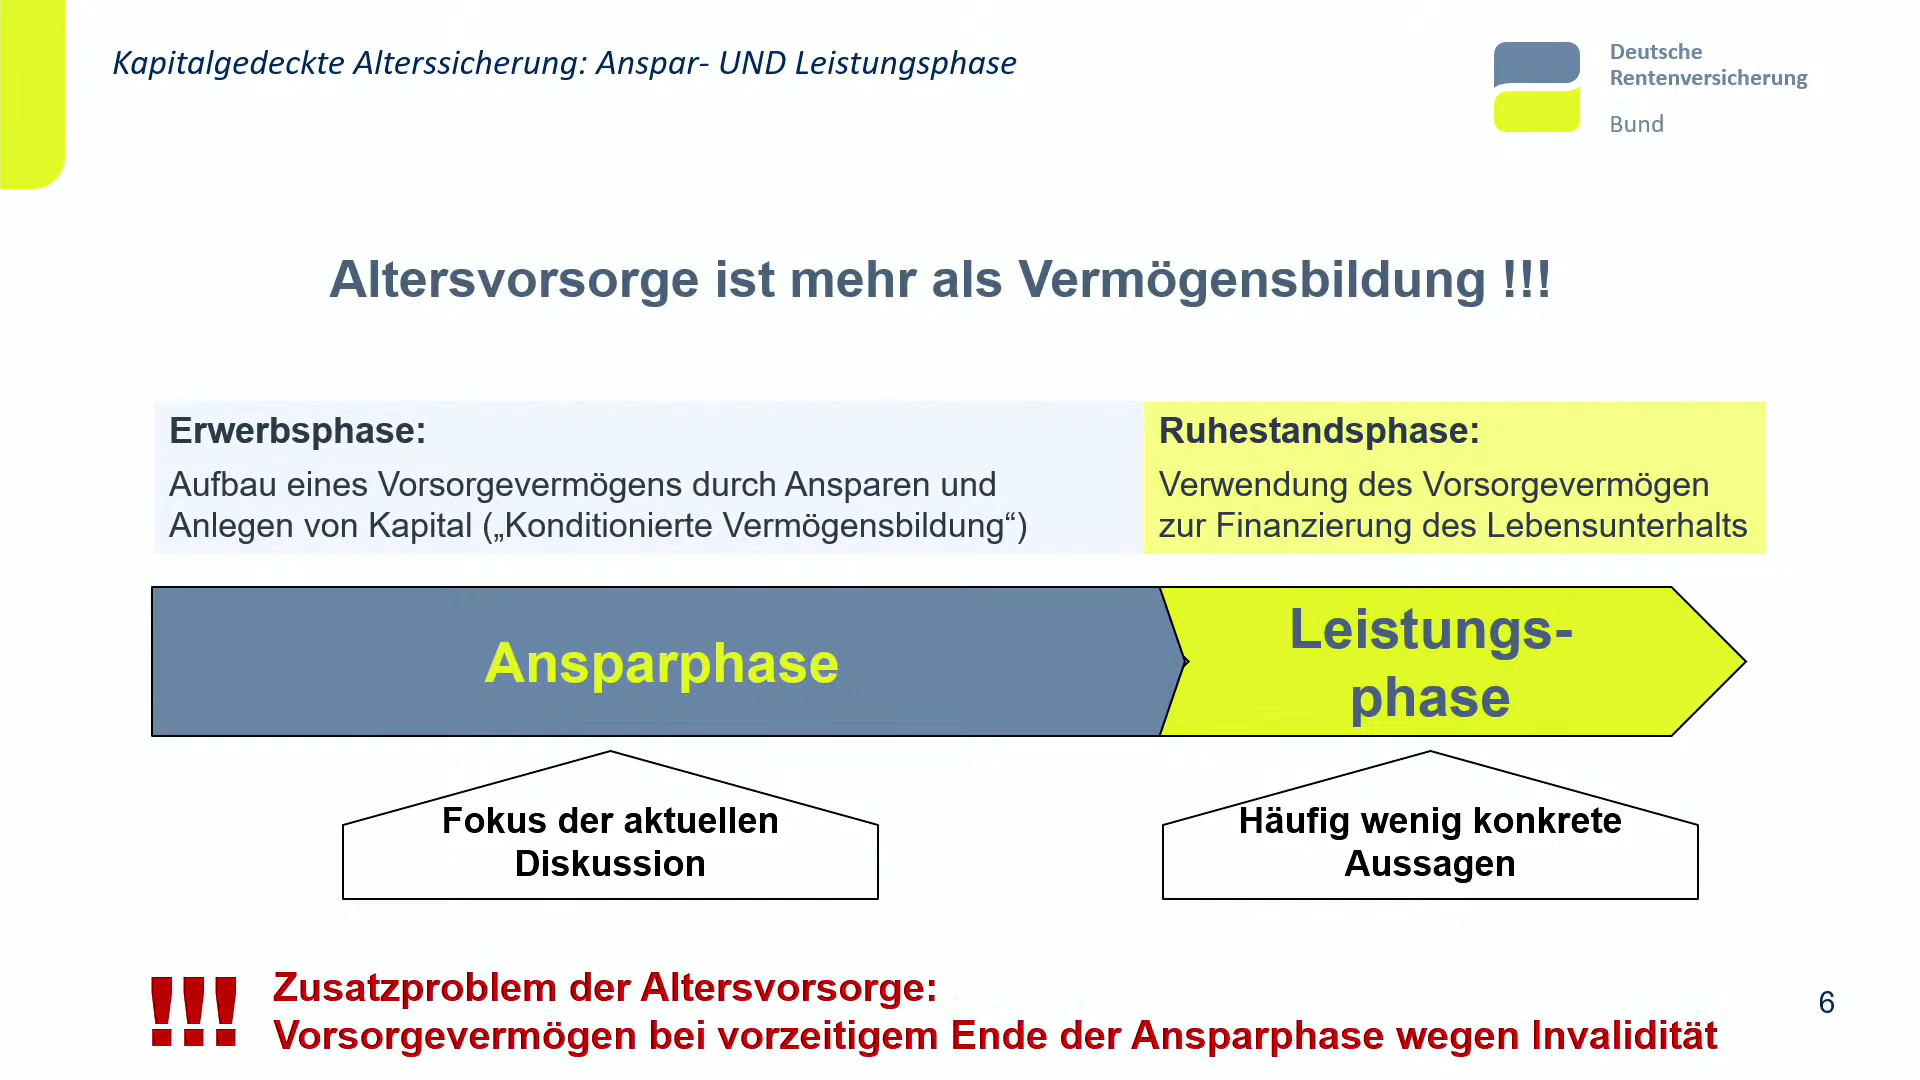 Kapitalgedeckte Alterssicherung: Anspar- UND Leistungsphase
Deutsche
Rentenversicherung
Bund
Altersvorsorge ist mehr als Vermögensbildung !!!
Erwerbsphase:
Aufbau eines Vorsorgevermögens durch Ansparen und
Anlegen von Kapital („Konditionierte Vermögensbildung“)
Ruhestandsphase:
Verwendung des Vorsorgevermögen
zur Finanzierung des Lebensunterhalts
Ansparphase
Leistungs-
phase
Fokus der aktuellen
Diskussion
Häufig wenig konkrete
Aussagen
!!!
Zusatzproblem der Altersvorsorge:
Vorsorgevermögen bei vorzeitigem Ende der Ansparphase wegen Invalidität
6